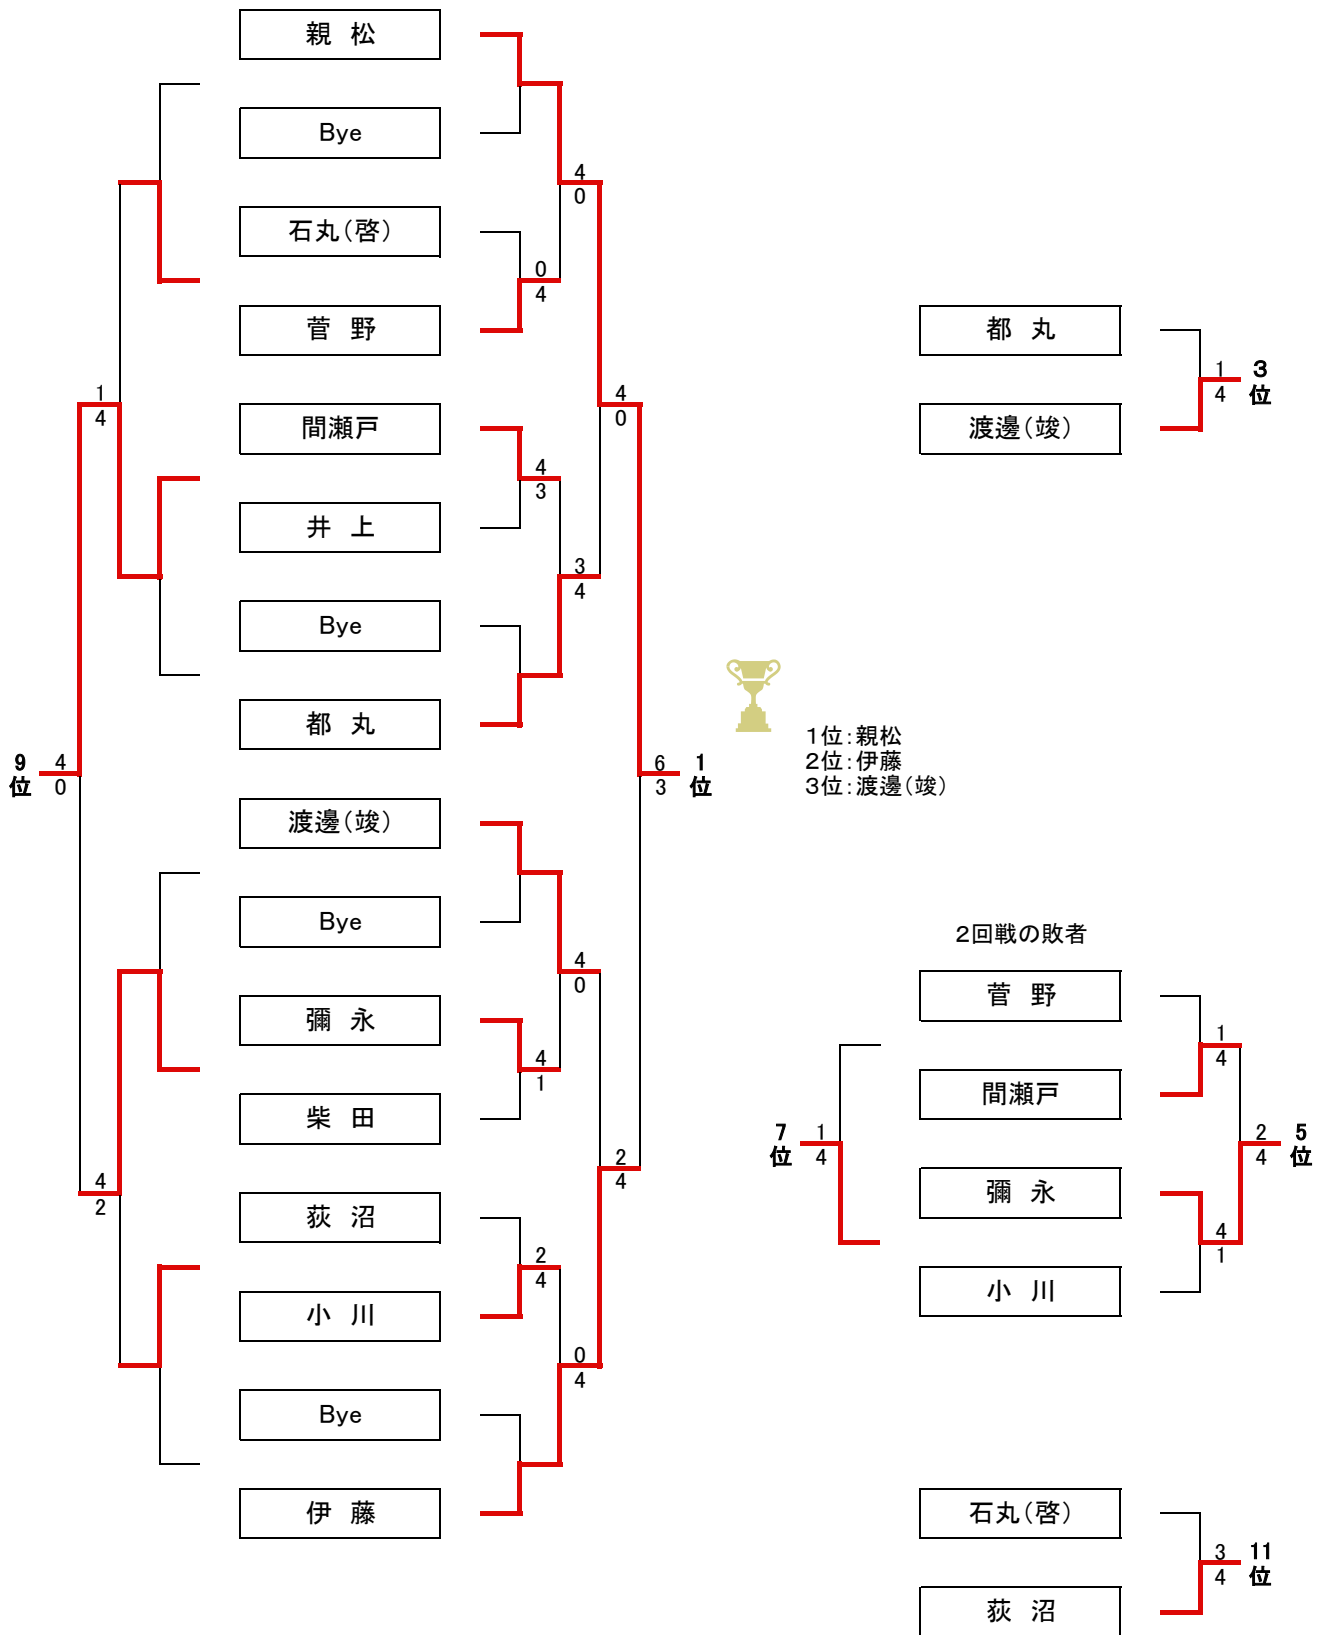 親 松
Bye
4
0
石丸（啓）
0
4
菅 野
都 丸
1
4
3
位
1
4
間瀬戸
4
0
渡邊（竣）
4
3
井 上
3
4
Bye
都 丸
1位：親松
2位：伊藤
3位：渡邊（竣）
9
位
4
0
6
3
1
位
渡邊（竣）
Bye
2回戦の敗者
4
0
菅 野
彌 永
1
4
4
1
間瀬戸
柴 田
7
位
1
4
2
4
5
位
2
4
4
2
彌 永
荻 沼
4
1
2
4
小 川
小 川
0
4
Bye
伊 藤
石丸（啓）
3
4
11
位
荻 沼